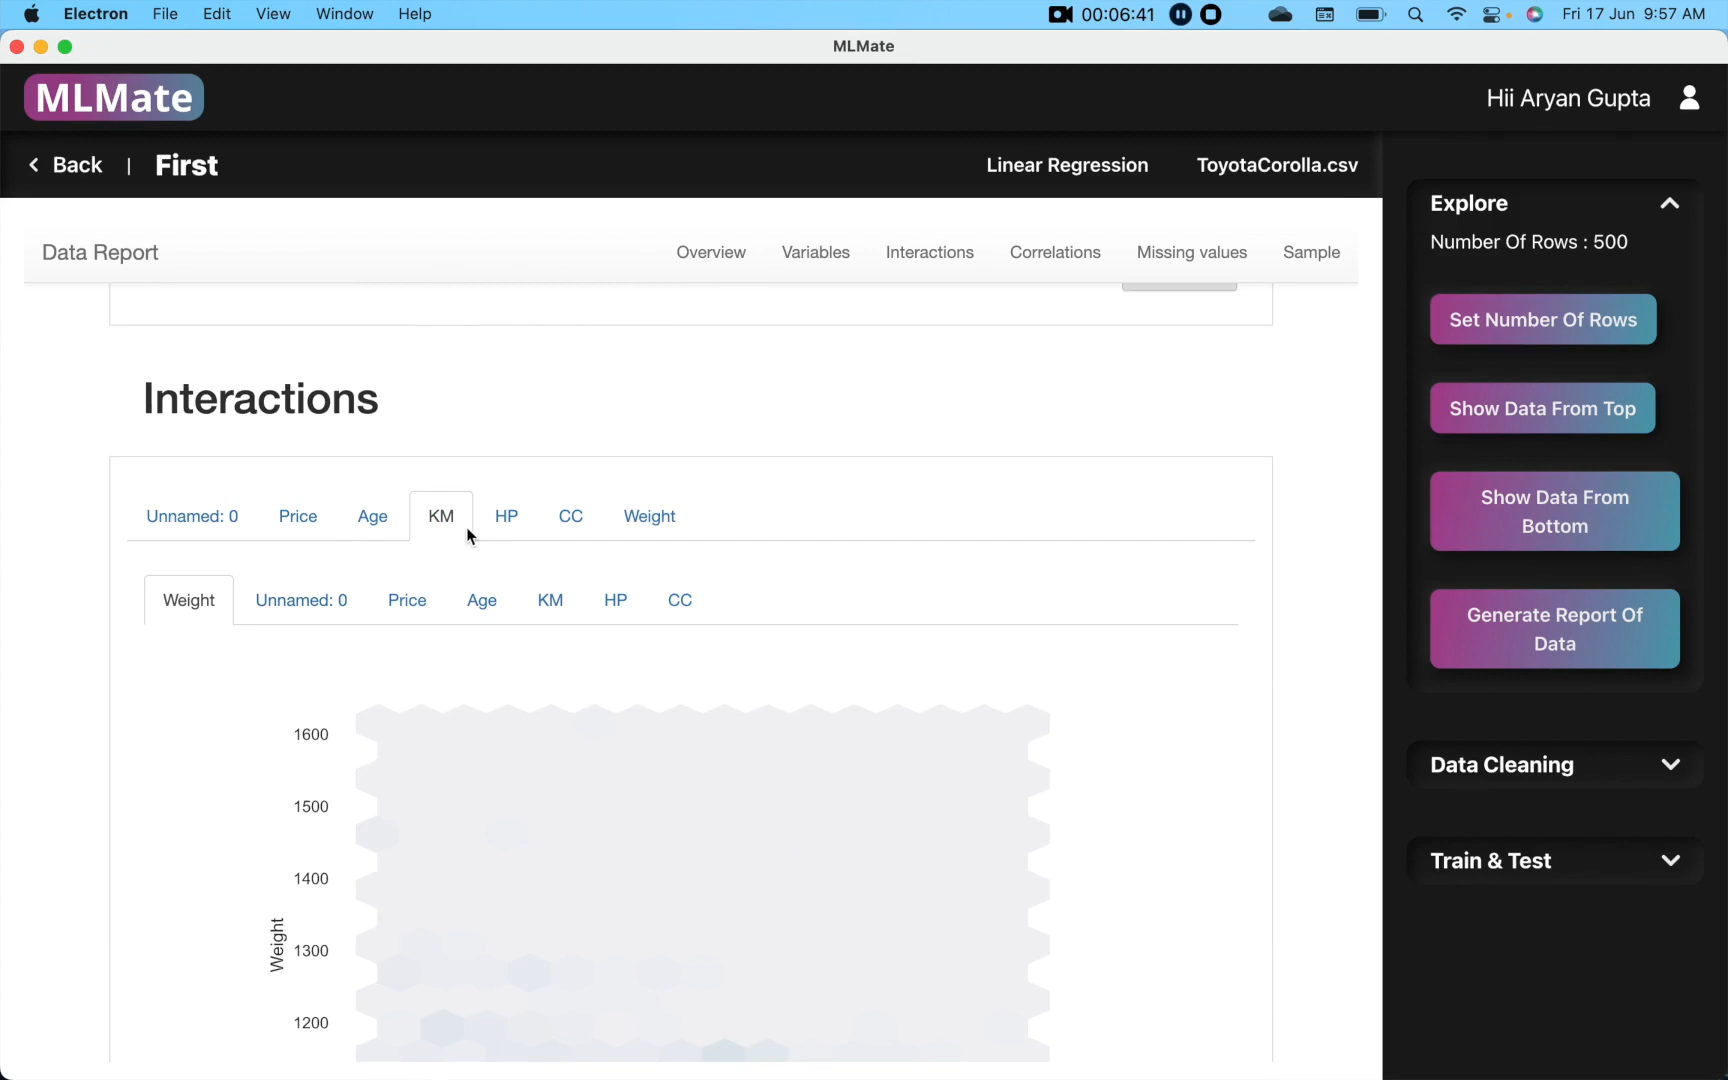 Electron File Edit View Window Help 00:06:41 Fri 17 Jun 9:57 AM
MLMate
MLMate Hii Aryan Gupta
Back | First Linear Regression ToyotaCorolla.csv
Data Report Overview Variables Interactions Correlations Missing values Sample
Interactions
Unnamed: 0 Price Age KM HP CC Weight
Weight Unnamed: 0 Price Age KM HP CC
1600
1500
1400
1300
1200
Weight
Explore
Number Of Rows : 500
Set Number Of Rows
Show Data From Top
Show Data From
Bottom
Generate Report Of
Data
Data Cleaning
Train & Test